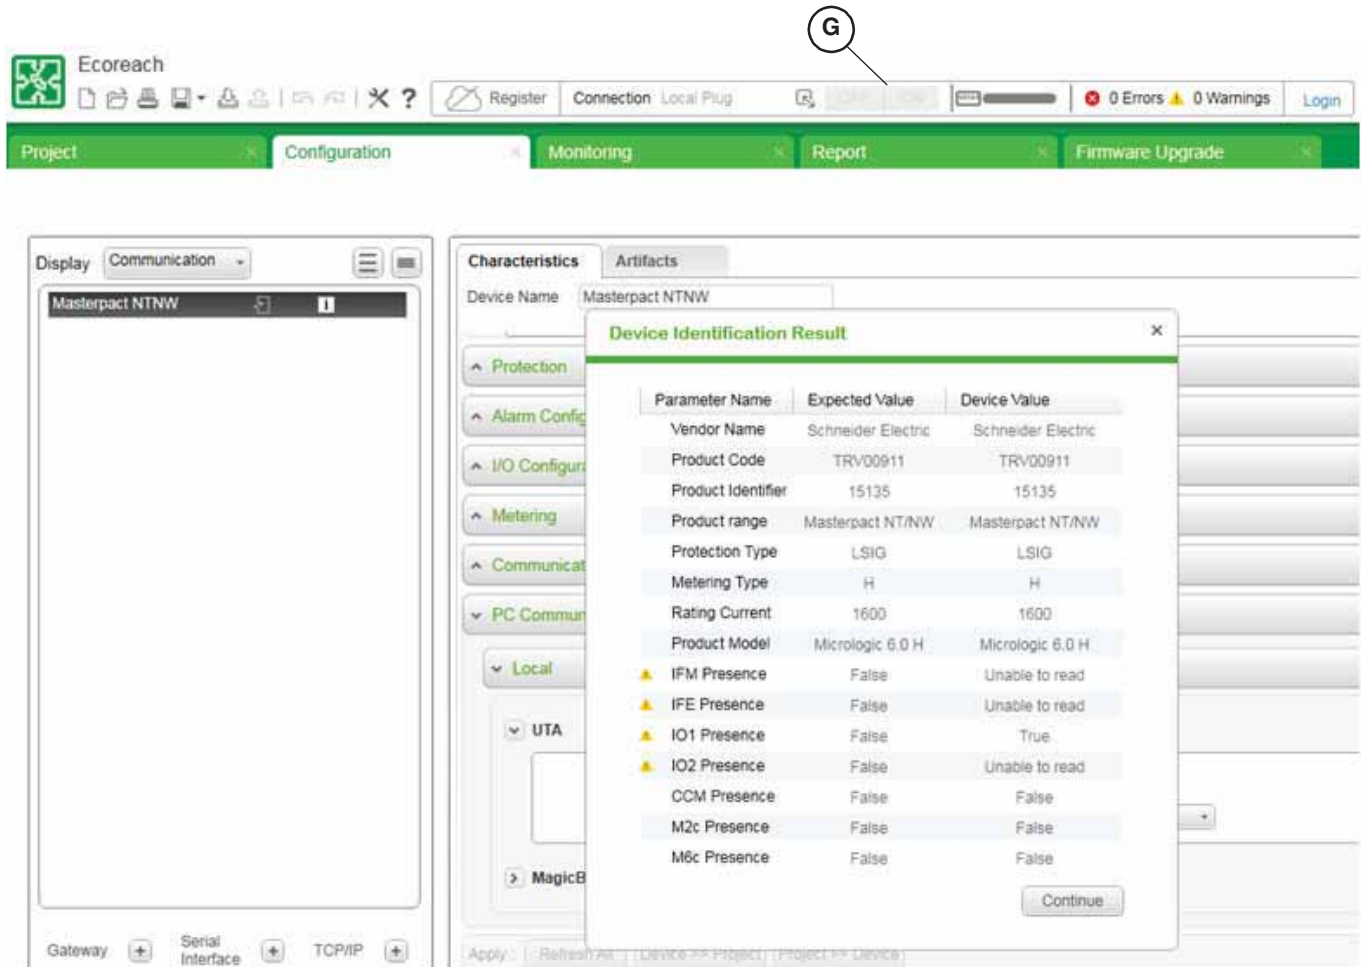 G
Ecoreach
Register Connection Local Plug OFF ON 0 Errors 0 Warnings Login
Project Configuration Monitoring Report Firmware Upgrade
Display Communication
Masterpact NTNW
Characteristics Artifacts
Device Name Masterpact NTNW
Protection
Alarm Config
I/O Configura
Metering
Communicat
PC Commun
Local
UTA
MagicB
Device Identification Result
Parameter Name Expected Value Device Value
Vendor Name Schneider Electric Schneider Electric
Product Code TRV00911 TRV00911
Product Identifier 15135 15135
Product range Masterpact NT/NW Masterpact NT/NW
Protection Type LSIG LSIG
Metering Type H H
Rating Current 1600 1600
Product Model Micrologic 6.0 H Micrologic 6.0 H
IFM Presence False Unable to read
IFE Presence False Unable to read
IO1 Presence False True
IO2 Presence False Unable to read
CCM Presence False False
M2c Presence False False
M6c Presence False False
Continue
Gateway + Serial Interface + TCP/IP +
Apply : Refresh All Device >> Project Project >> Device